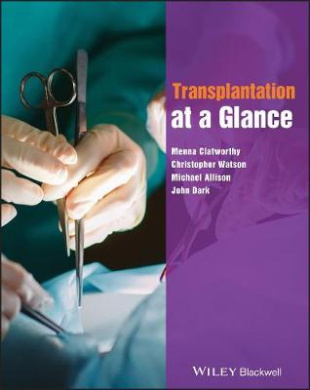 Transplantation
at a Glance
Menna Clatworthy
Christopher Watson
Michael Allison
John Dark
WILEY Blackwell